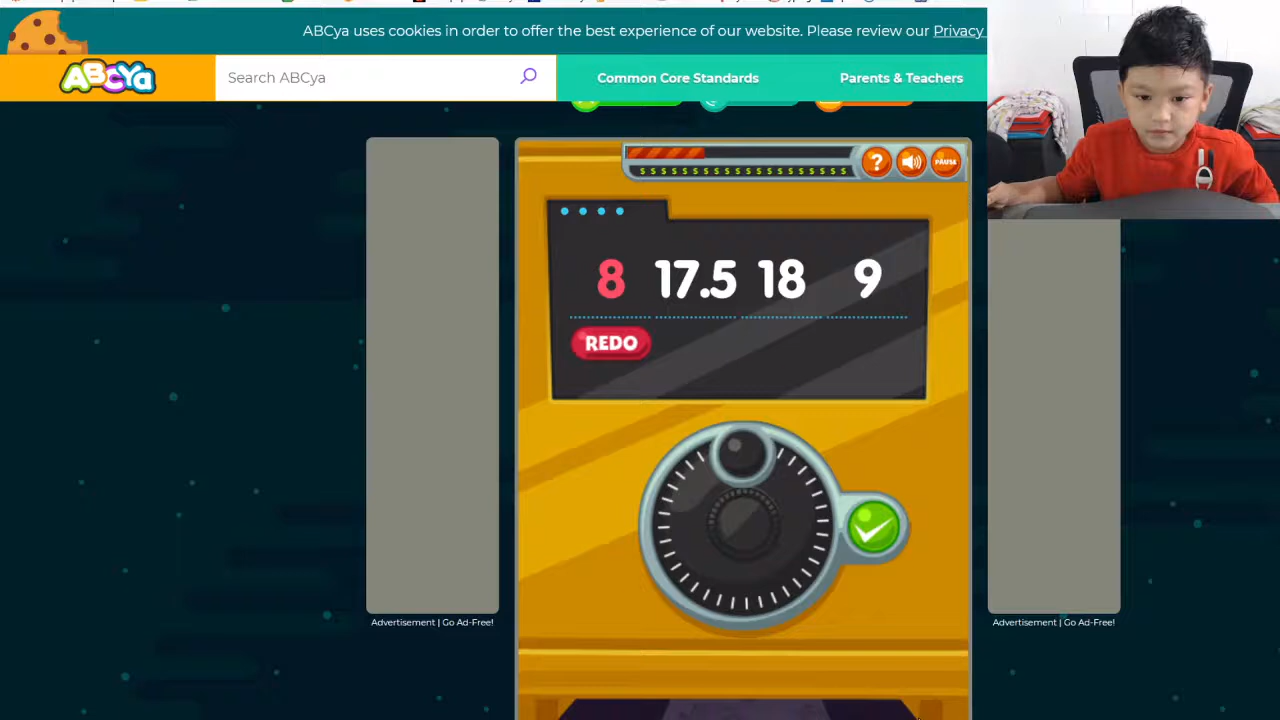 ABCya uses cookies in order to offer the best experience of our website. Please review our Privacy
ABCYa
Search ABCya
Common Core Standards
Parents & Teachers
?
PAUSE
$ $ $ $ $ $ $ $ $ $ $ $ $ $ $ $ $ $ $ $
8 17.5 18 9
REDO
Advertisement | Go Ad-Free!
Advertisement | Go Ad-Free!